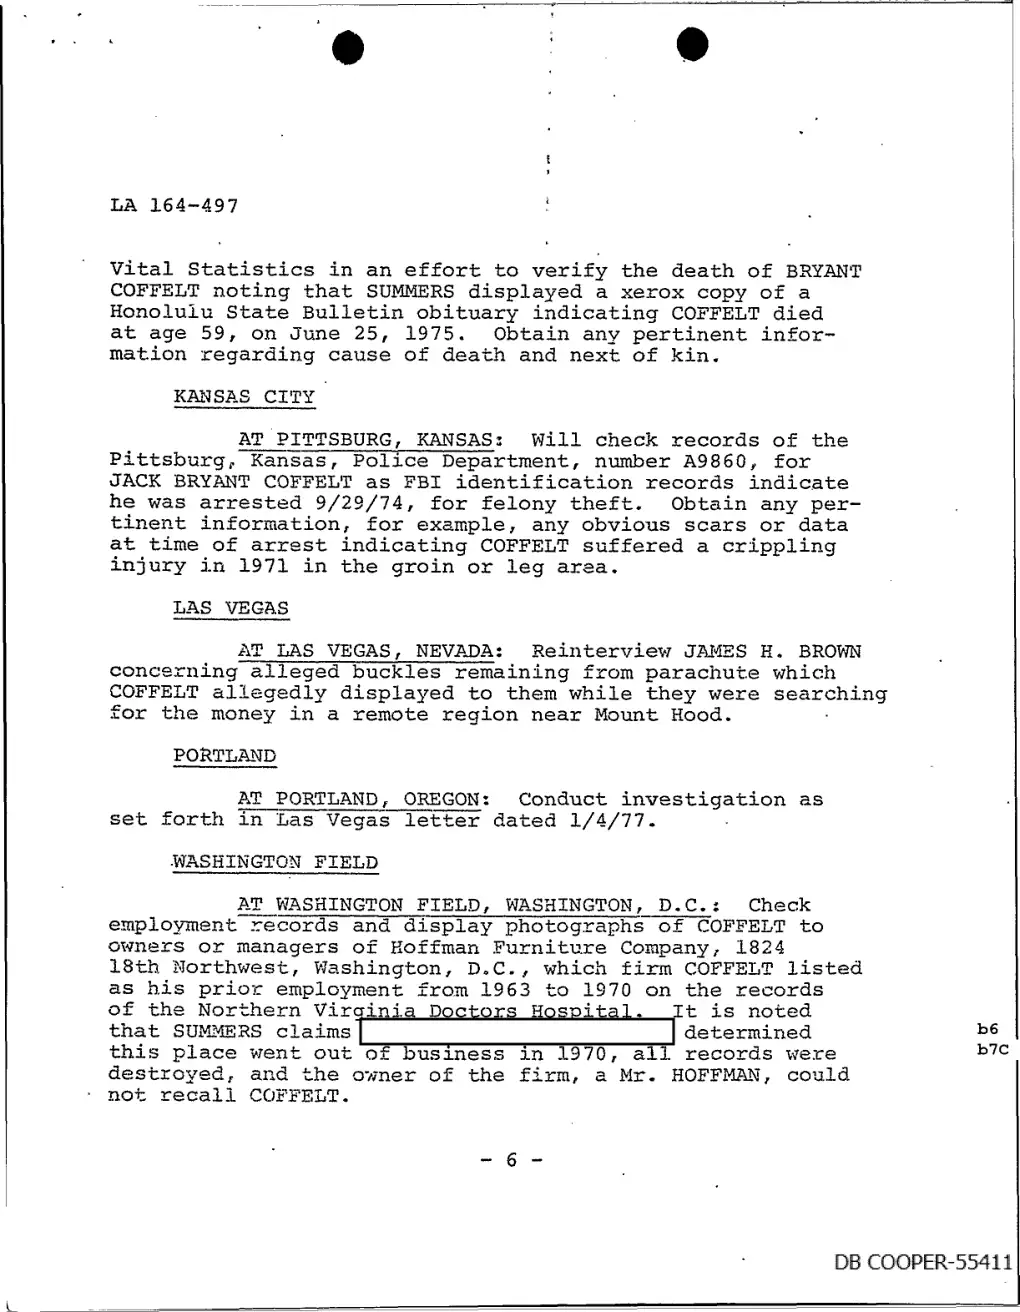 LA 164-497
Vital Statistics in an effort to verify the death of BRYANT
COFFELT noting that SUMMERS displayed a xerox copy of a
Honolulu State Bulletin obituary indicating COFFELT died
at age 59, on June 25, 1975. Obtain any pertinent infor-
mation regarding cause of death and next of kin.
KANSAS CITY
AT PITTSBURG, KANSAS: Will check records of the
Pittsburg, Kansas, Police Department, number A9860, for
JACK BRYANT COFFELT as FBI identification records indicate
he was arrested 9/29/74, for felony theft. Obtain any per-
tinent information, for example, any obvious scars or data
at time of arrest indicating COFFELT suffered a crippling
injury in 1971 in the groin or leg area.
LAS VEGAS
AT LAS VEGAS, NEVADA: Reinterview JAMES H. BROWN
concerning alleged buckles remaining from parachute which
COFFELT allegedly displayed to them while they were searching
for the money in a remote region near Mount Hood.
PORTLAND
AT PORTLAND, OREGON: Conduct investigation as
set forth in Las Vegas letter dated 1/4/77.
WASHINGTON FIELD
AT WASHINGTON FIELD, WASHINGTON, D.C.: Check
employment records and display photographs of COFFELT to
owners or managers of Hoffman Furniture Company, 1824
18th Northwest, Washington, D.C., which firm COFFELT listed
as his prior employment from 1963 to 1970 on the records
of the Northern Virginia Doctors Hospital. It is noted
that SUMMERS claims determined
this place went out of business in 1970, all records were
destroyed, and the owner of the firm, a Mr. HOFFMAN, could
not recall COFFELT.
b6
b7C
- 6 -
DB COOPER-55411